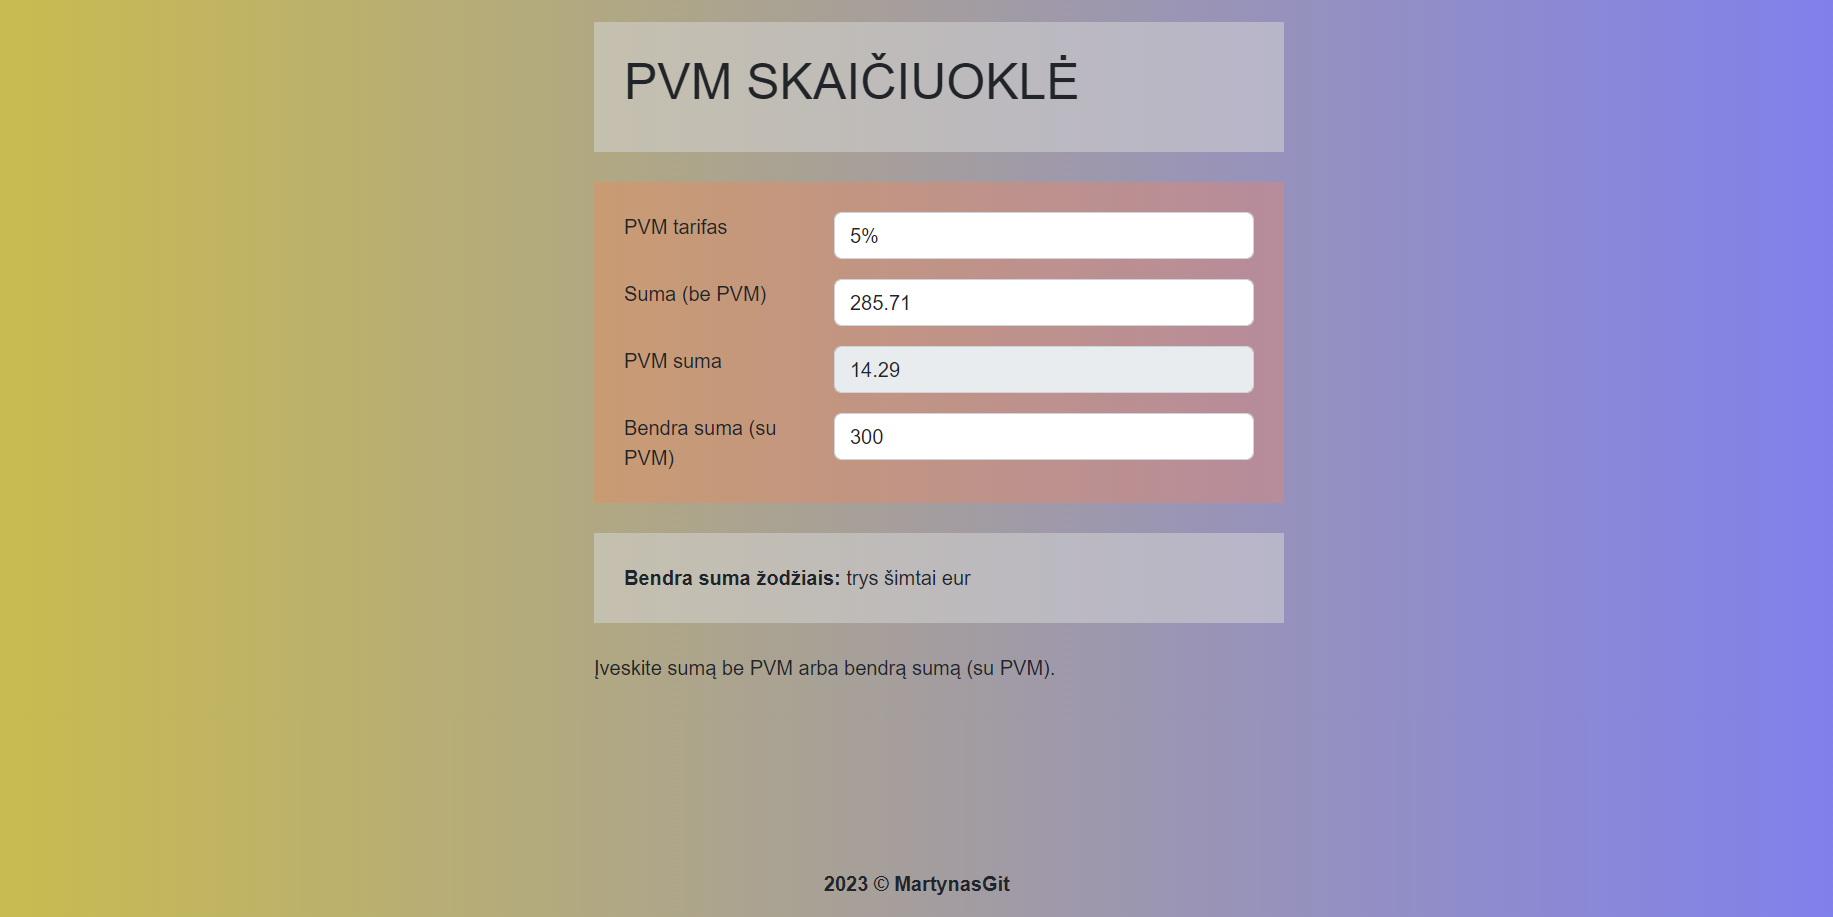 PVM SKAIČIUOKLĖ
PVM tarifas
5%
Suma (be PVM)
285.71
PVM suma
14.29
Bendra suma (su
PVM)
300
Bendra suma žodžiais: trys šimtai eur
Įveskite sumą be PVM arba bendrą sumą (su PVM).
2023 © MartynasGit